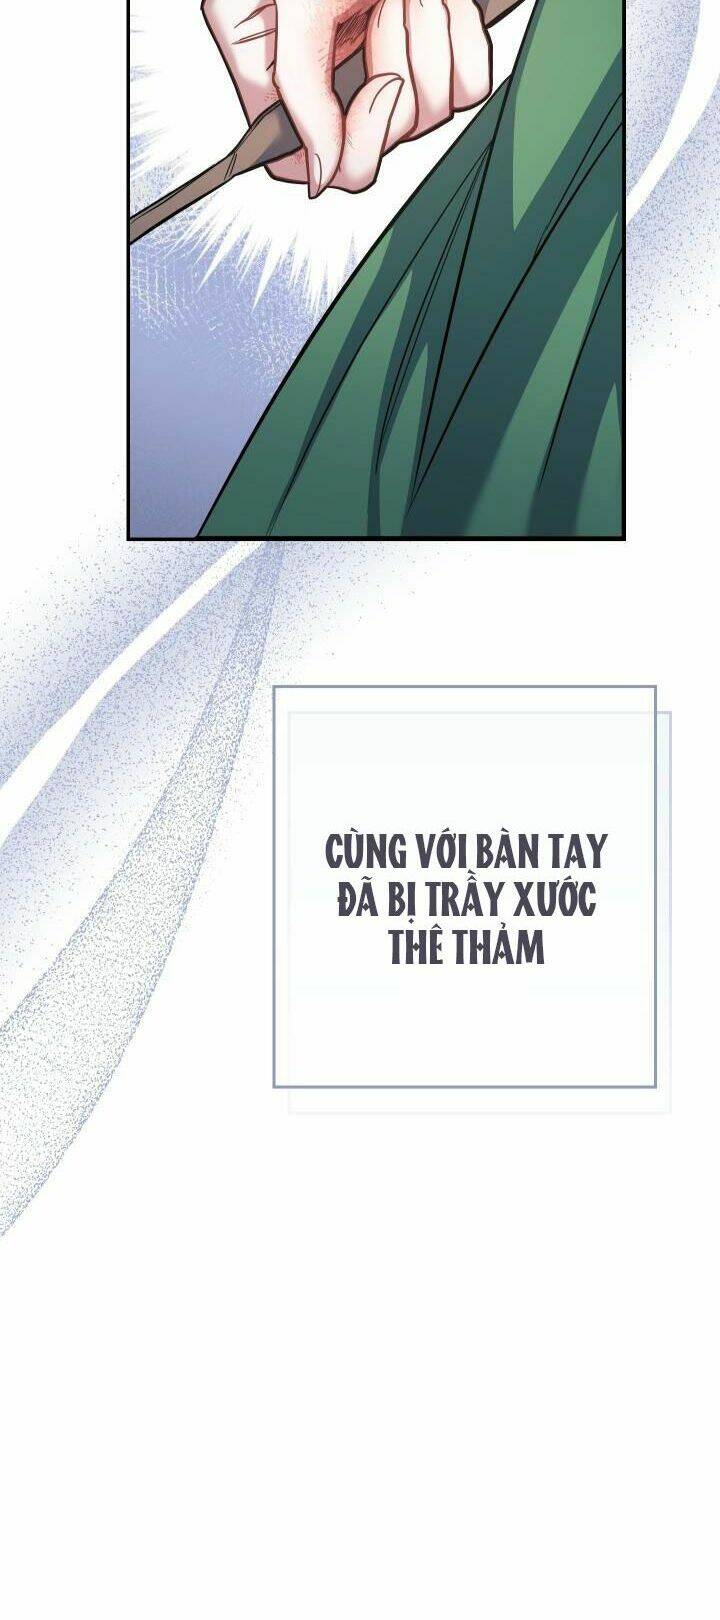 CÙNG VỚI BÀN TAY
ĐÃ BỊ TRẦY XƯỚC
THÊ THẢM